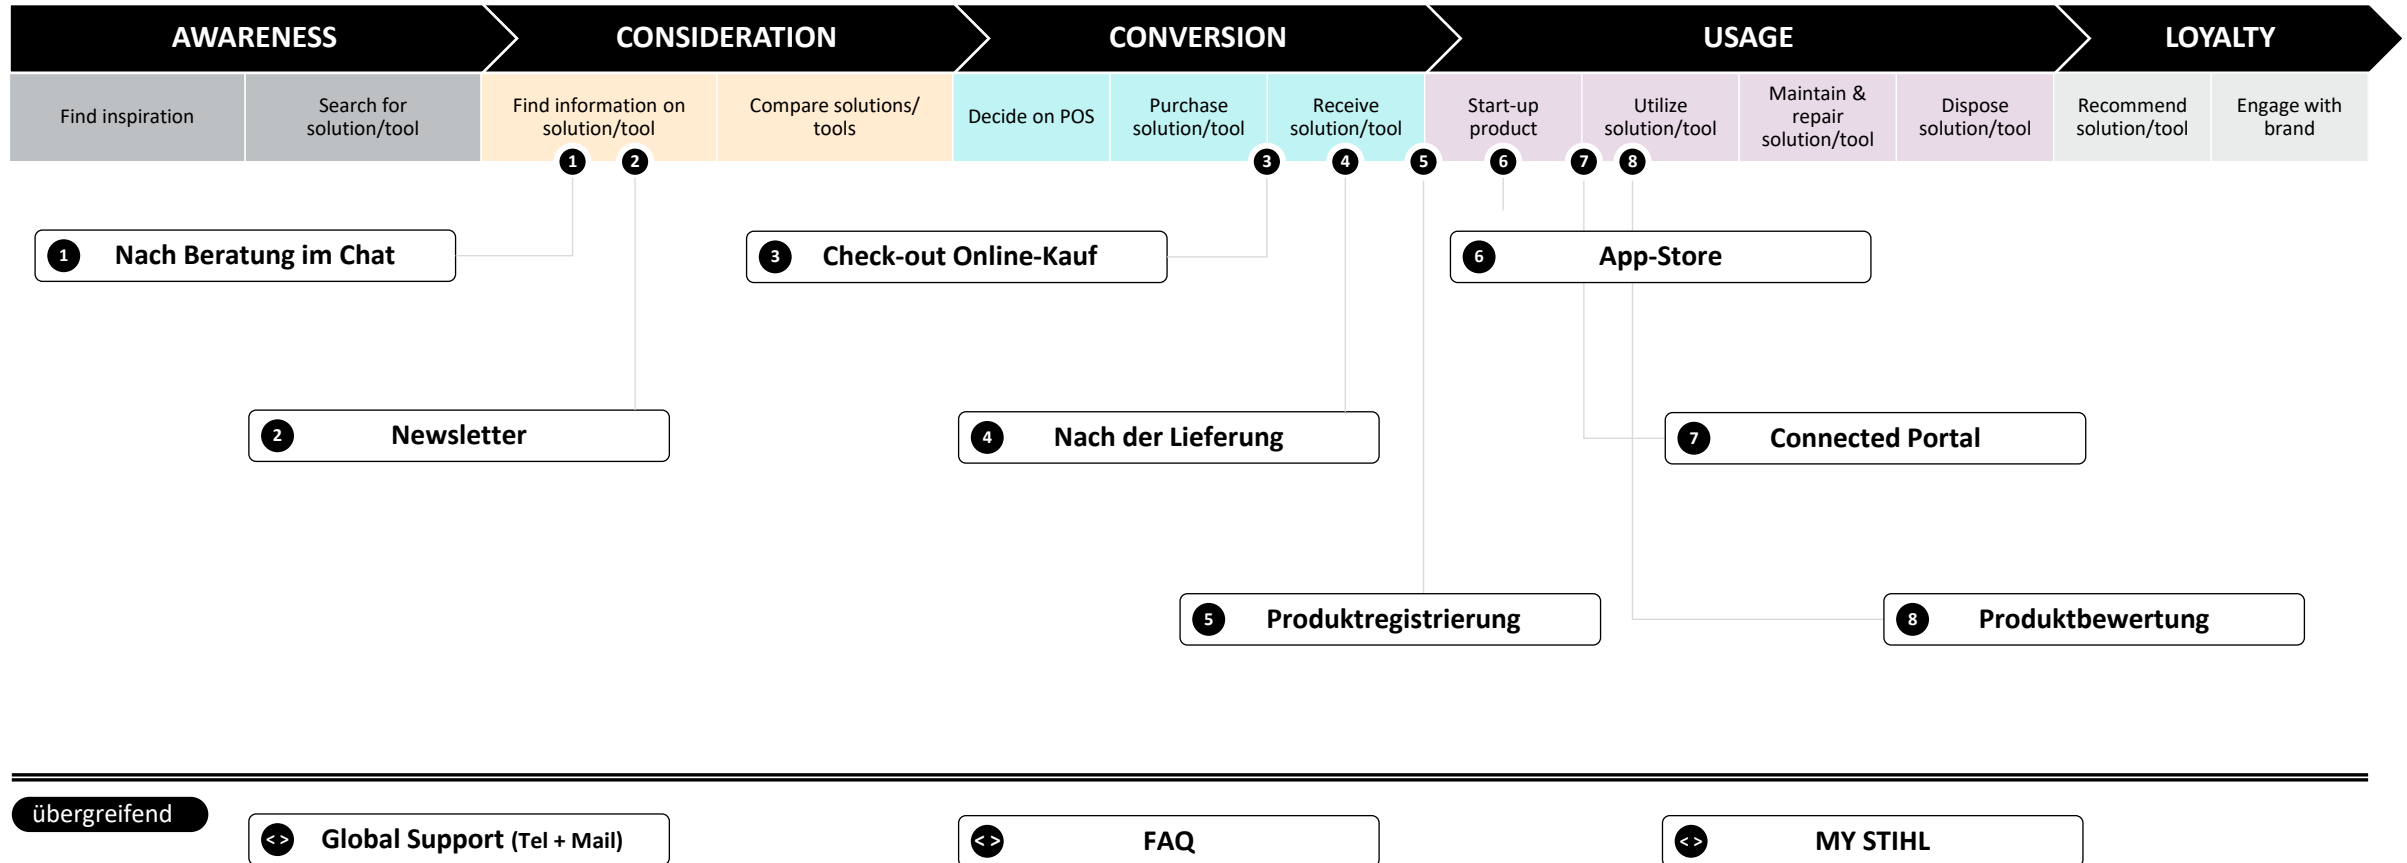 AWARENESS
CONSIDERATION
CONVERSION
USAGE
LOYALTY
Find inspiration
Search for
solution/tool
Find information on
solution/tool
Compare solutions/
tools
Decide on POS
Purchase
solution/tool
Receive
solution/tool
Start-up
product
Utilize
solution/tool
Maintain &
repair
solution/tool
Dispose
solution/tool
Recommend
solution/tool
Engage with
brand
1
2
3
4
5
6
7
8
1 Nach Beratung im Chat
3 Check-out Online-Kauf
6 App-Store
2 Newsletter
4 Nach der Lieferung
7 Connected Portal
5 Produktregistrierung
8 Produktbewertung
übergreifend
<> Global Support (Tel + Mail)
<> FAQ
<> MY STIHL